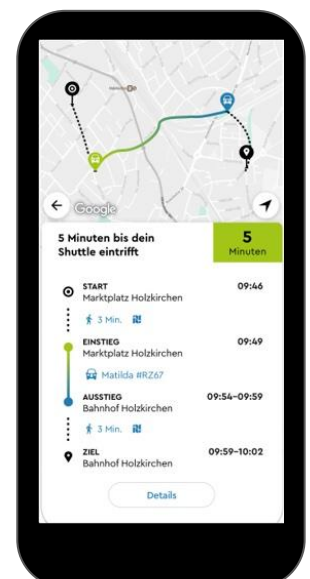 Google
5 Minuten bis dein
Shuttle eintrifft
5
Minuten
START
09:46
Marktplatz Holzkirchen
3 Min.
EINSTIEG
09:49
Marktplatz Holzkirchen
Matilda #RZ67
AUSSTIEG
09:54-09:59
Bahnhof Holzkirchen
3 Min.
ZIEL
09:59-10:02
Bahnhof Holzkirchen
Details